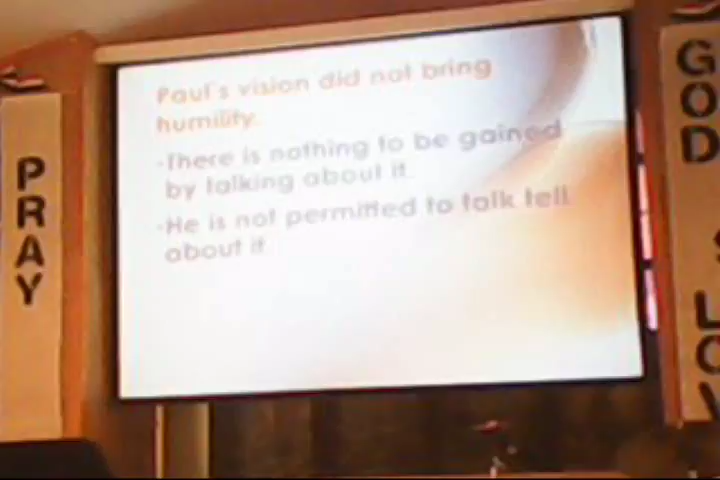 Paul's vision did not bring
humility.
-There is nothing to be gained
by talking about it.
-He is not permitted to talk tell
about it
PRAY
GOD
LOV